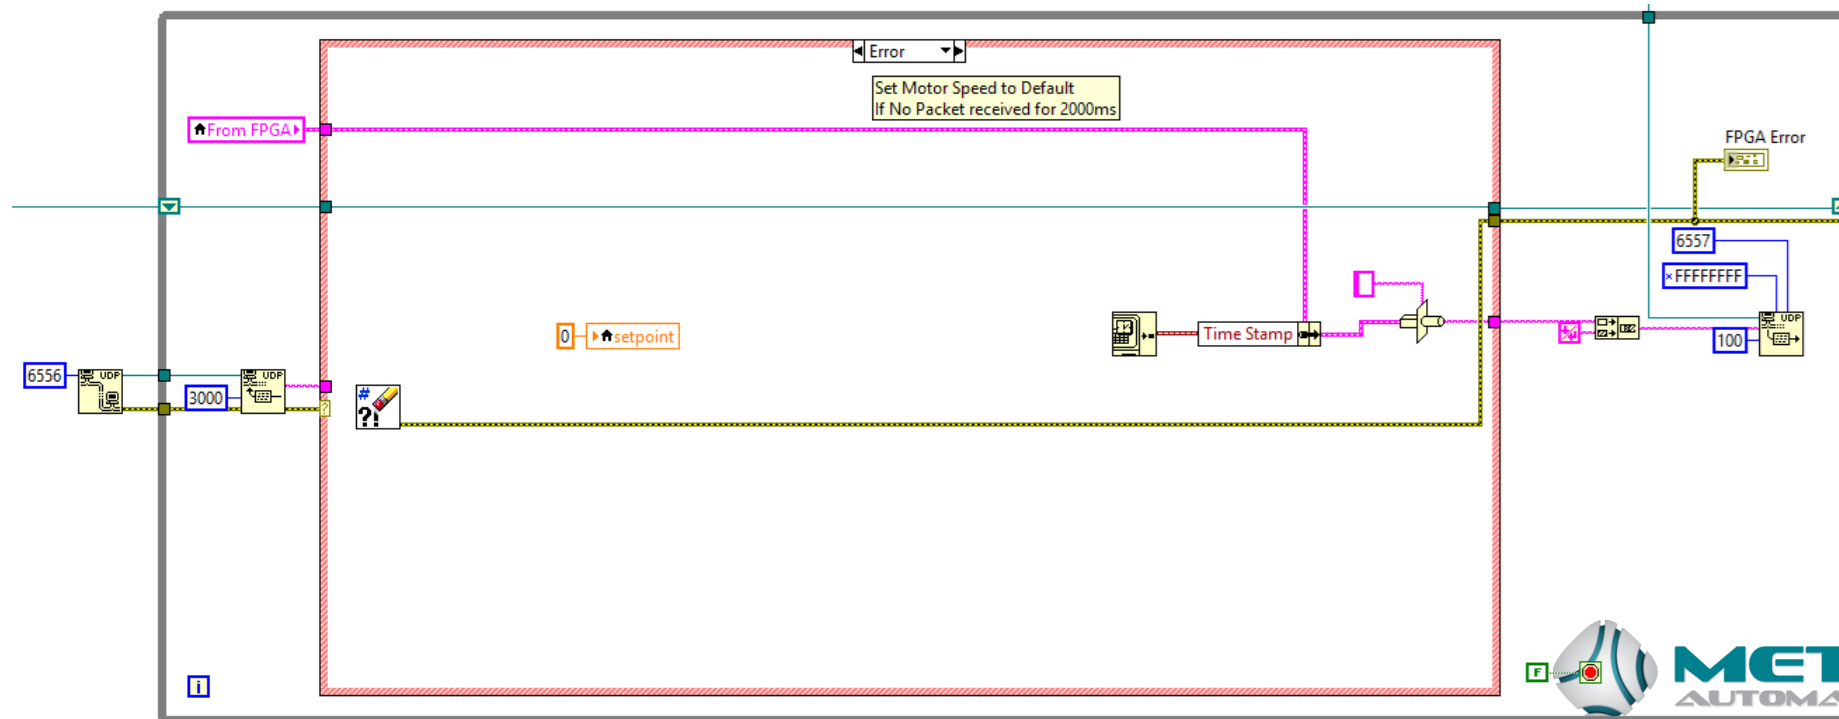 Error
Set Motor Speed to Default
If No Packet received for 2000ms
From FPGA
FPGA Error
6557
×FFFFFFFF
UDP
Time Stamp
0
setpoint
100
6556
UDP
3000
UDP
#
?!
?
i
F
MET
AUTOMA